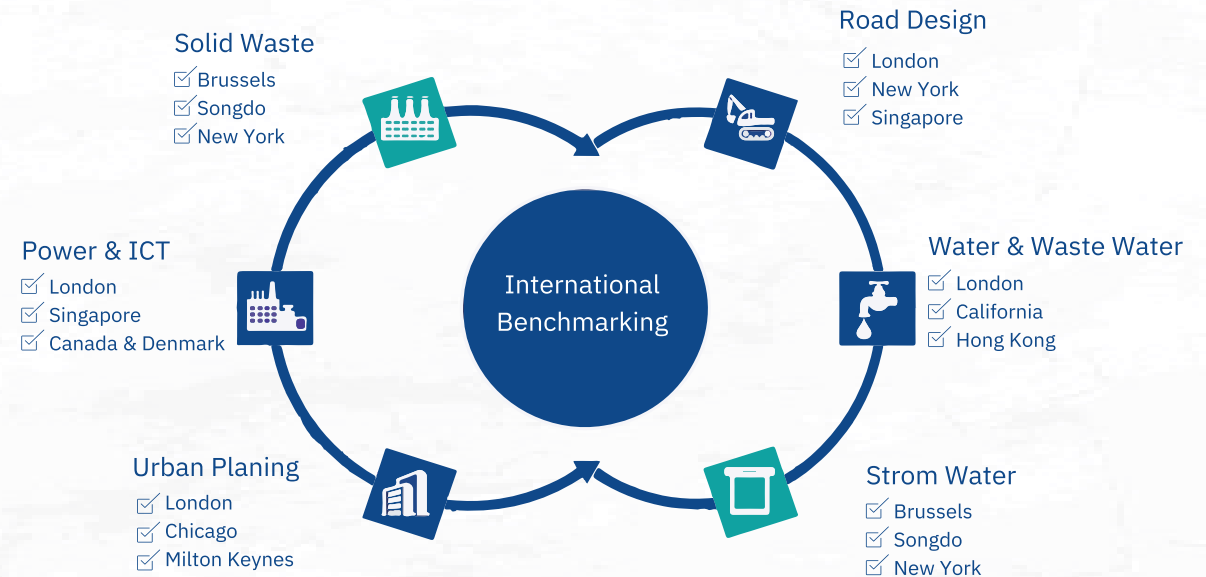 Solid Waste
Brussels
Songdo
New York
Road Design
London
New York
Singapore
Power & ICT
London
Singapore
Canada & Denmark
International
Benchmarking
Water & Waste Water
London
California
Hong Kong
Urban Planing
London
Chicago
Milton Keynes
Strom Water
Brussels
Songdo
New York